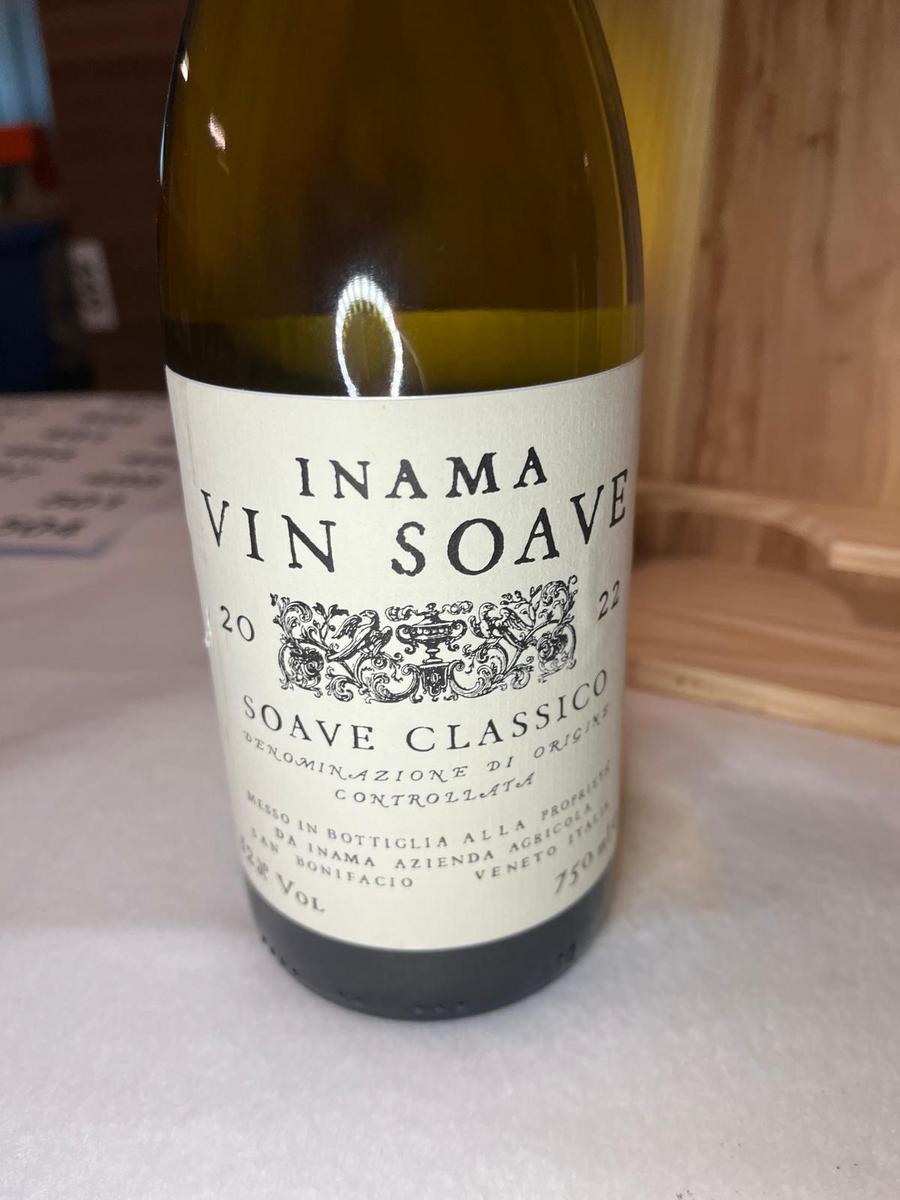 INAMA
VIN SOAVE
20 22
SOAVE CLASSICO
DENOMINAZIONE DI ORIGINE
CONTROLLATA
MESSO IN BOTTIGLIA ALLA PROPRIETÀ
DA INAMA AZIENDA AGRICOLA
SAN BONIFACIO VENETO ITALIA
VOL 750 ml
504